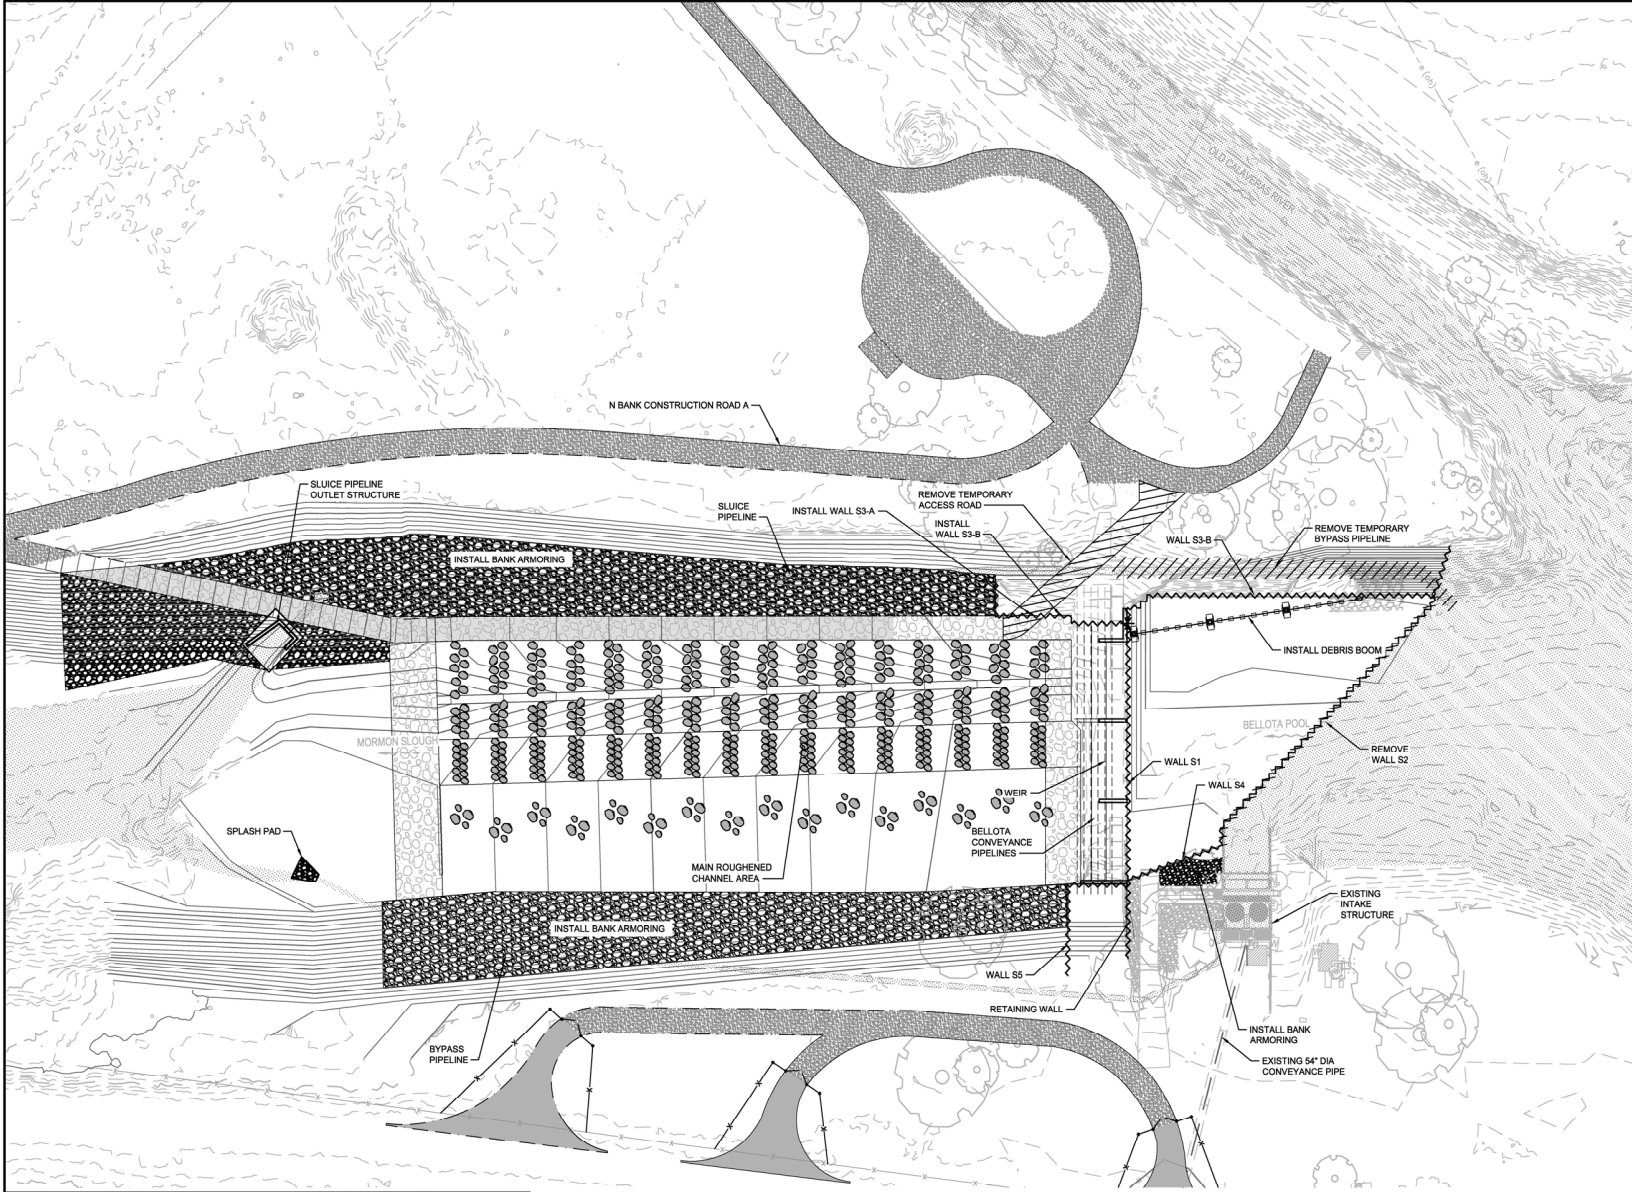 OLD CALAVERAS RIVER
OLD CALAVERAS RIVER
N BANK CONSTRUCTION ROAD A
SLUICE PIPELINE
OUTLET STRUCTURE
SLUICE
PIPELINE
INSTALL WALL S3-A
REMOVE TEMPORARY
ACCESS ROAD
INSTALL
WALL S3-B
WALL S3-B
REMOVE TEMPORARY
BYPASS PIPELINE
INSTALL BANK ARMORING
INSTALL DEBRIS BOOM
MORMON SLOUGH
BELLOTA POOL
REMOVE
WALL S2
WALL S1
WALL S4
WEIR
BELLOTA
CONVEYANCE
PIPELINES
SPLASH PAD
MAIN ROUGHENED
CHANNEL AREA
EXISTING
INTAKE
STRUCTURE
INSTALL BANK ARMORING
WALL S5
RETAINING WALL
BYPASS
PIPELINE
INSTALL BANK
ARMORING
EXISTING 54" DIA
CONVEYANCE PIPE